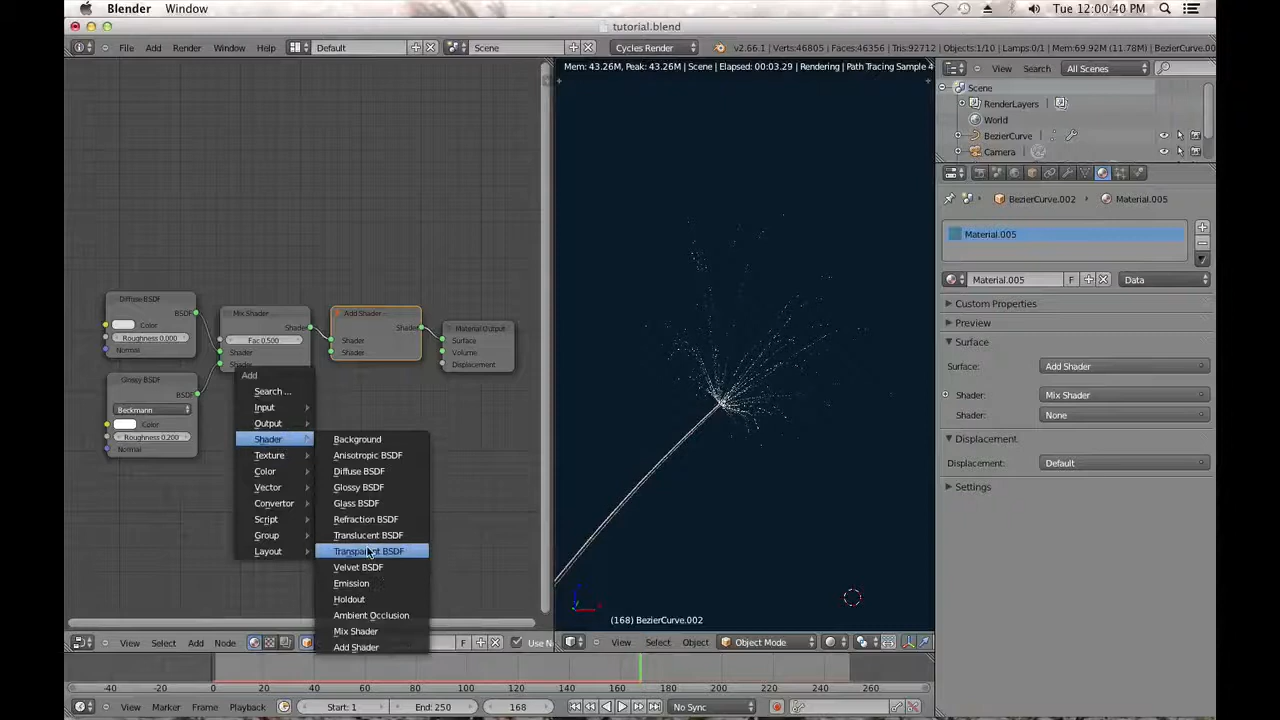 Blender Window Tue 12:00:40 PM
tutorial.blend
File Add Render Window Help Default Scene Cycles Render v2.66.1 | Verts:46805 | Faces:46356 | Tris:92712 | Objects:1/10 | Lamps:0/1 | Mem:69.92M (11.78M) | BezierCurve.00
Mem: 43.26M, Peak: 43.26M | Scene | Elapsed: 00:03.29 | Rendering | Path Tracing Sample 4
View Search All Scenes
Scene
RenderLayers
World
BezierCurve
Camera
BezierCurve.002 Material.005
Material.005
Material.005 F Data
Custom Properties
Preview
Surface
Surface: Add Shader
Shader: Mix Shader
Shader: None
Displacement
Displacement: Default
Settings
Diffuse BSDF
BSDF
Color
Roughness 0.000
Normal
Glossy BSDF
BSDF
Beckmann
Color
Roughness 0.200
Normal
Mix Shader
Shader
Fac 0.500
Shader
Add Shader
Shader
Shader
Shader
Material Output
Surface
Volume
Displacement
Add
Search ...
Input
Output
Shader
Texture
Color
Vector
Convertor
Script
Group
Layout
Background
Anisotropic BSDF
Diffuse BSDF
Glossy BSDF
Glass BSDF
Refraction BSDF
Translucent BSDF
Transparent BSDF
Velvet BSDF
Emission
Holdout
Ambient Occlusion
Mix Shader
Add Shader
(168) BezierCurve.002
View Select Add Node F Use N
View Select Object Object Mode
-40 -20 0 20 40 60 80 100 120 140 160 180 200 220 240 260
View Marker Frame Playback Start: 1 End: 250 168 No Sync